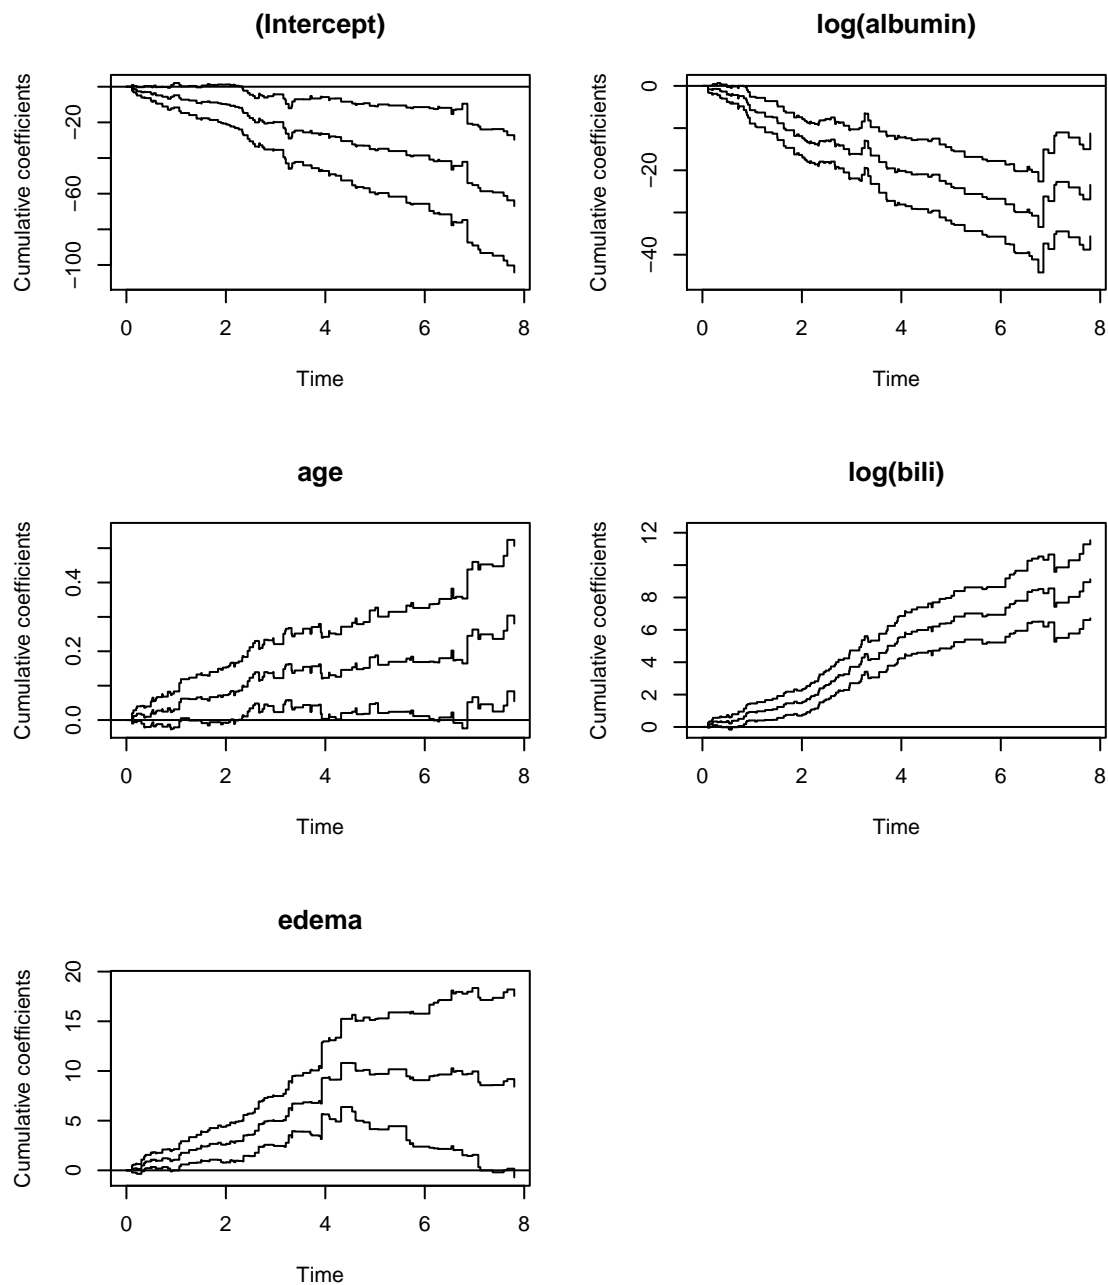 (Intercept)
Cumulative coefficients
−20
−60
−100
0 2 4 6 8
Time
log(albumin)
Cumulative coefficients
0
−20
−40
0 2 4 6 8
Time
age
Cumulative coefficients
0.4
0.2
0.0
0 2 4 6 8
Time
log(bili)
Cumulative coefficients
12
8
6
4
2
0
0 2 4 6 8
Time
edema
Cumulative coefficients
20
15
10
5
0
0 2 4 6 8
Time